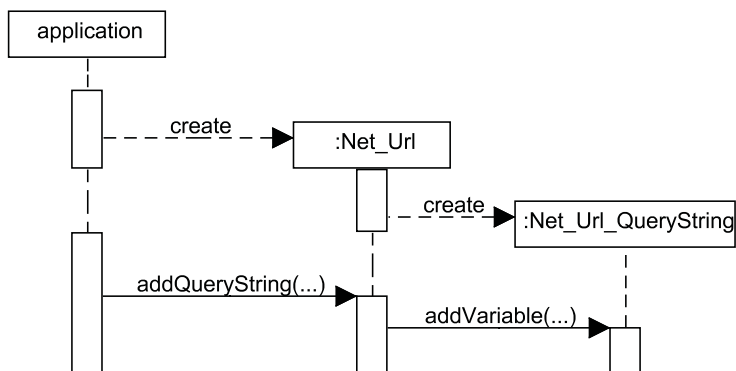 application
create
:Net_Url
create
:Net_Url_QueryString
addQueryString(...)
addVariable(...)